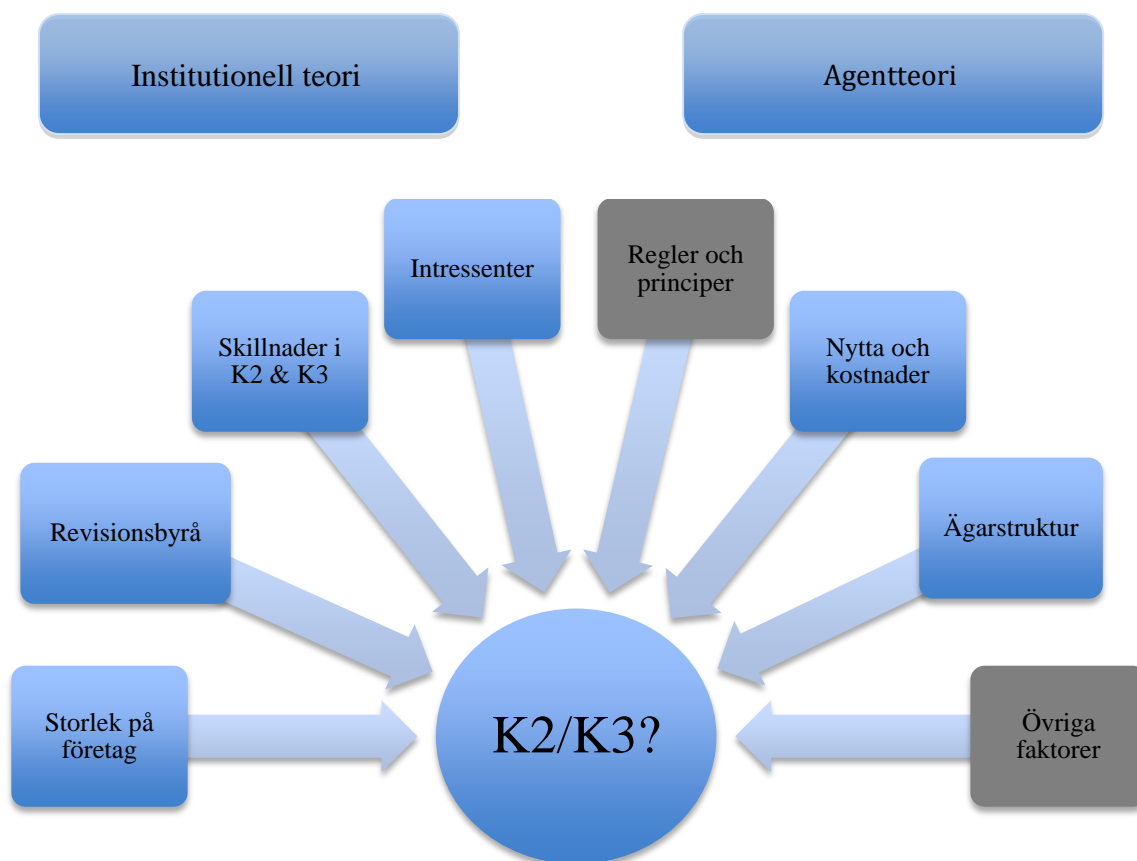 Institutionell teori
Agentteori
Intressenter
Regler och
principer
Skillnader i
K2 & K3
Nytta och
kostnader
Revisionsbyrå
Ägarstruktur
Storlek på
företag
K2/K3?
Övriga
faktorer